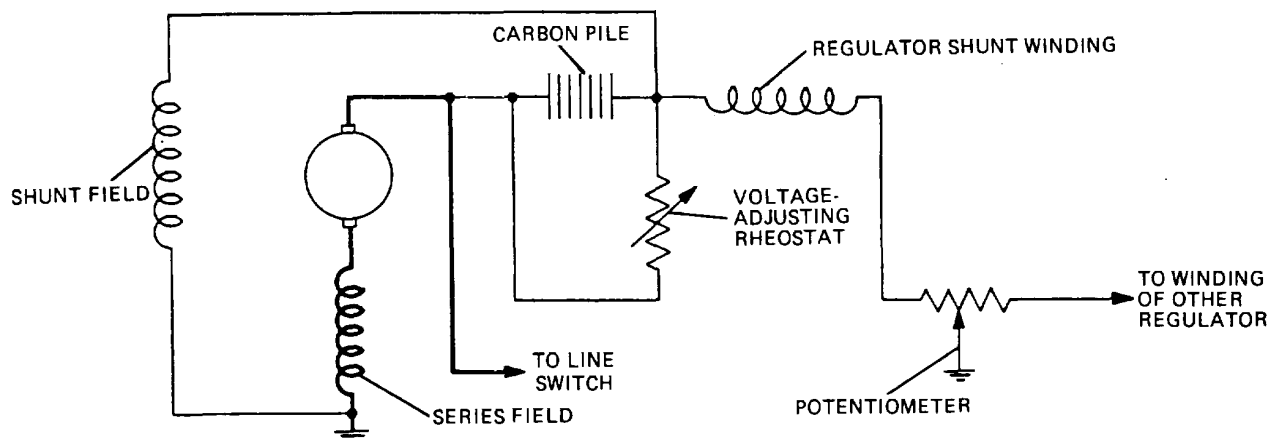 CARBON PILE
REGULATOR SHUNT WINDING
SHUNT FIELD
VOLTAGE-
ADJUSTING
RHEOSTAT
TO WINDING
OF OTHER
REGULATOR
TO LINE
SWITCH
SERIES FIELD
POTENTIOMETER